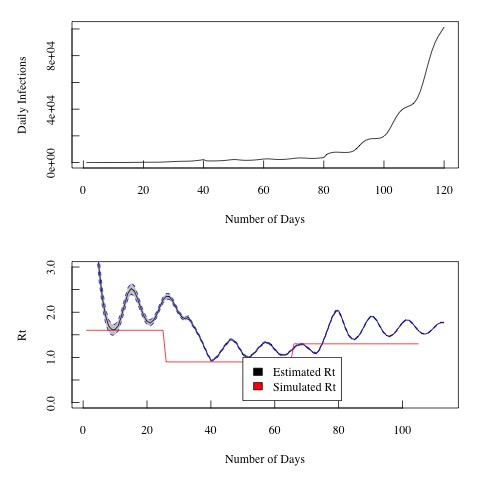 Daily Infections
8e+04
4e+04
0e+00
0 20 40 60 80 100 120
Number of Days
Rt
3.0
2.0
1.0
0.0
Estimated Rt
Simulated Rt
0 20 40 60 80 100
Number of Days